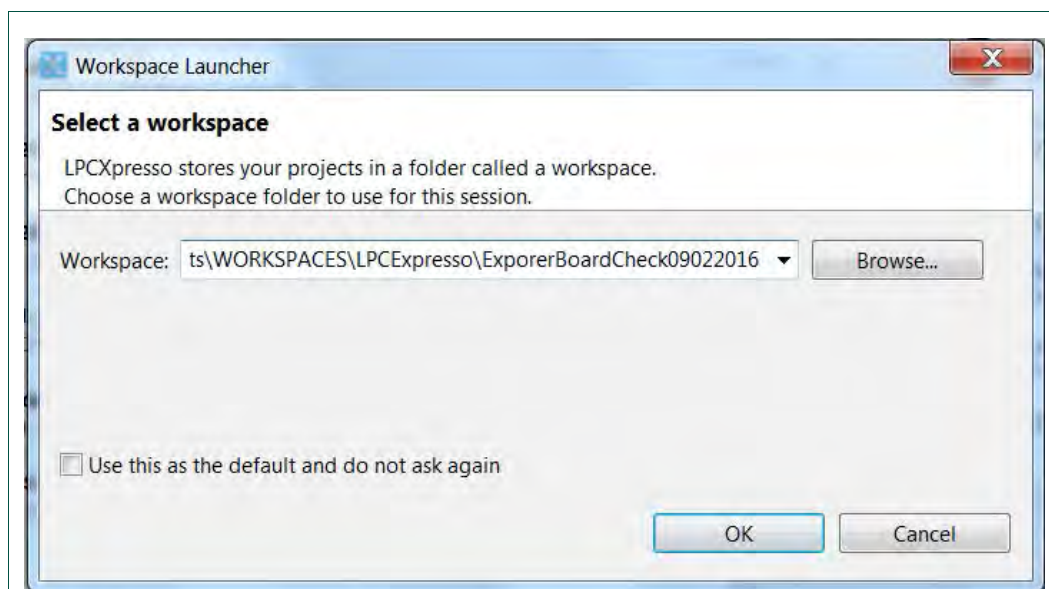 Workspace Launcher
X
Select a workspace
LPCXpresso stores your projects in a folder called a workspace.
Choose a workspace folder to use for this session.
Workspace: ts\WORKSPACES\LPCExpresso\ExporerBoardCheck09022016 Browse...
Use this as the default and do not ask again
OK Cancel